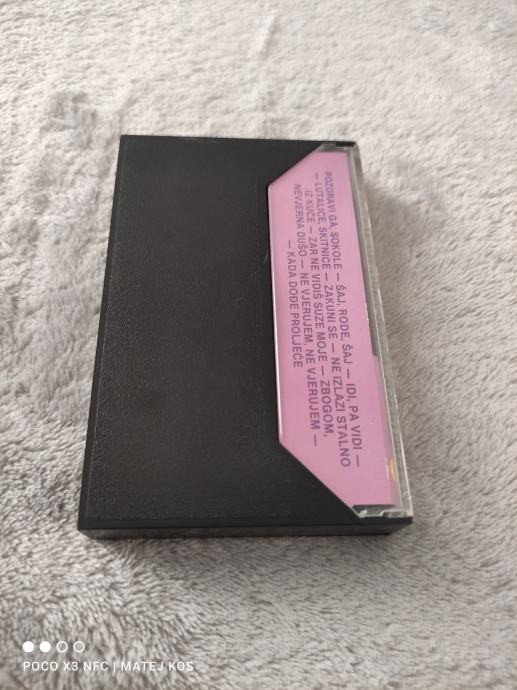 POZDRAVI GA, SOKOLE — ŠAJ, RODE, ŠAJ — IDI, PA VIDI —
— LUTALICE, SKITNICE — ZAKUNI SE — NE IZLAZI STALNO
IZ KUĆE — ZAR NE VIDIŠ SUZE MOJE — ZBOGOM,
NEVJERNA DUŠO — NE VJERUJEM, NE VJERUJEM —
— KADA DOĐE PROLJEĆE
POCO X3 NFC | MATEJ KOS